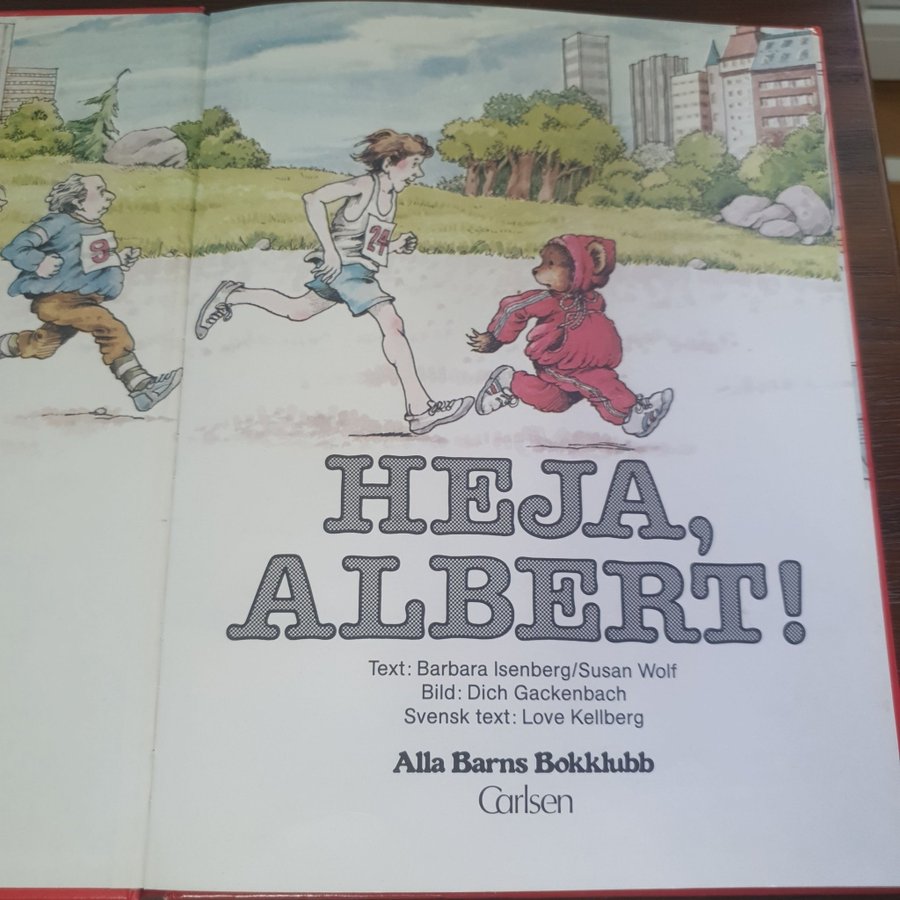 9
24
HEJA,
ALBERT!
Text: Barbara Isenberg/Susan Wolf
Bild: Dich Gackenbach
Svensk text: Love Kellberg
Alla Barns Bokklubb
Carlsen